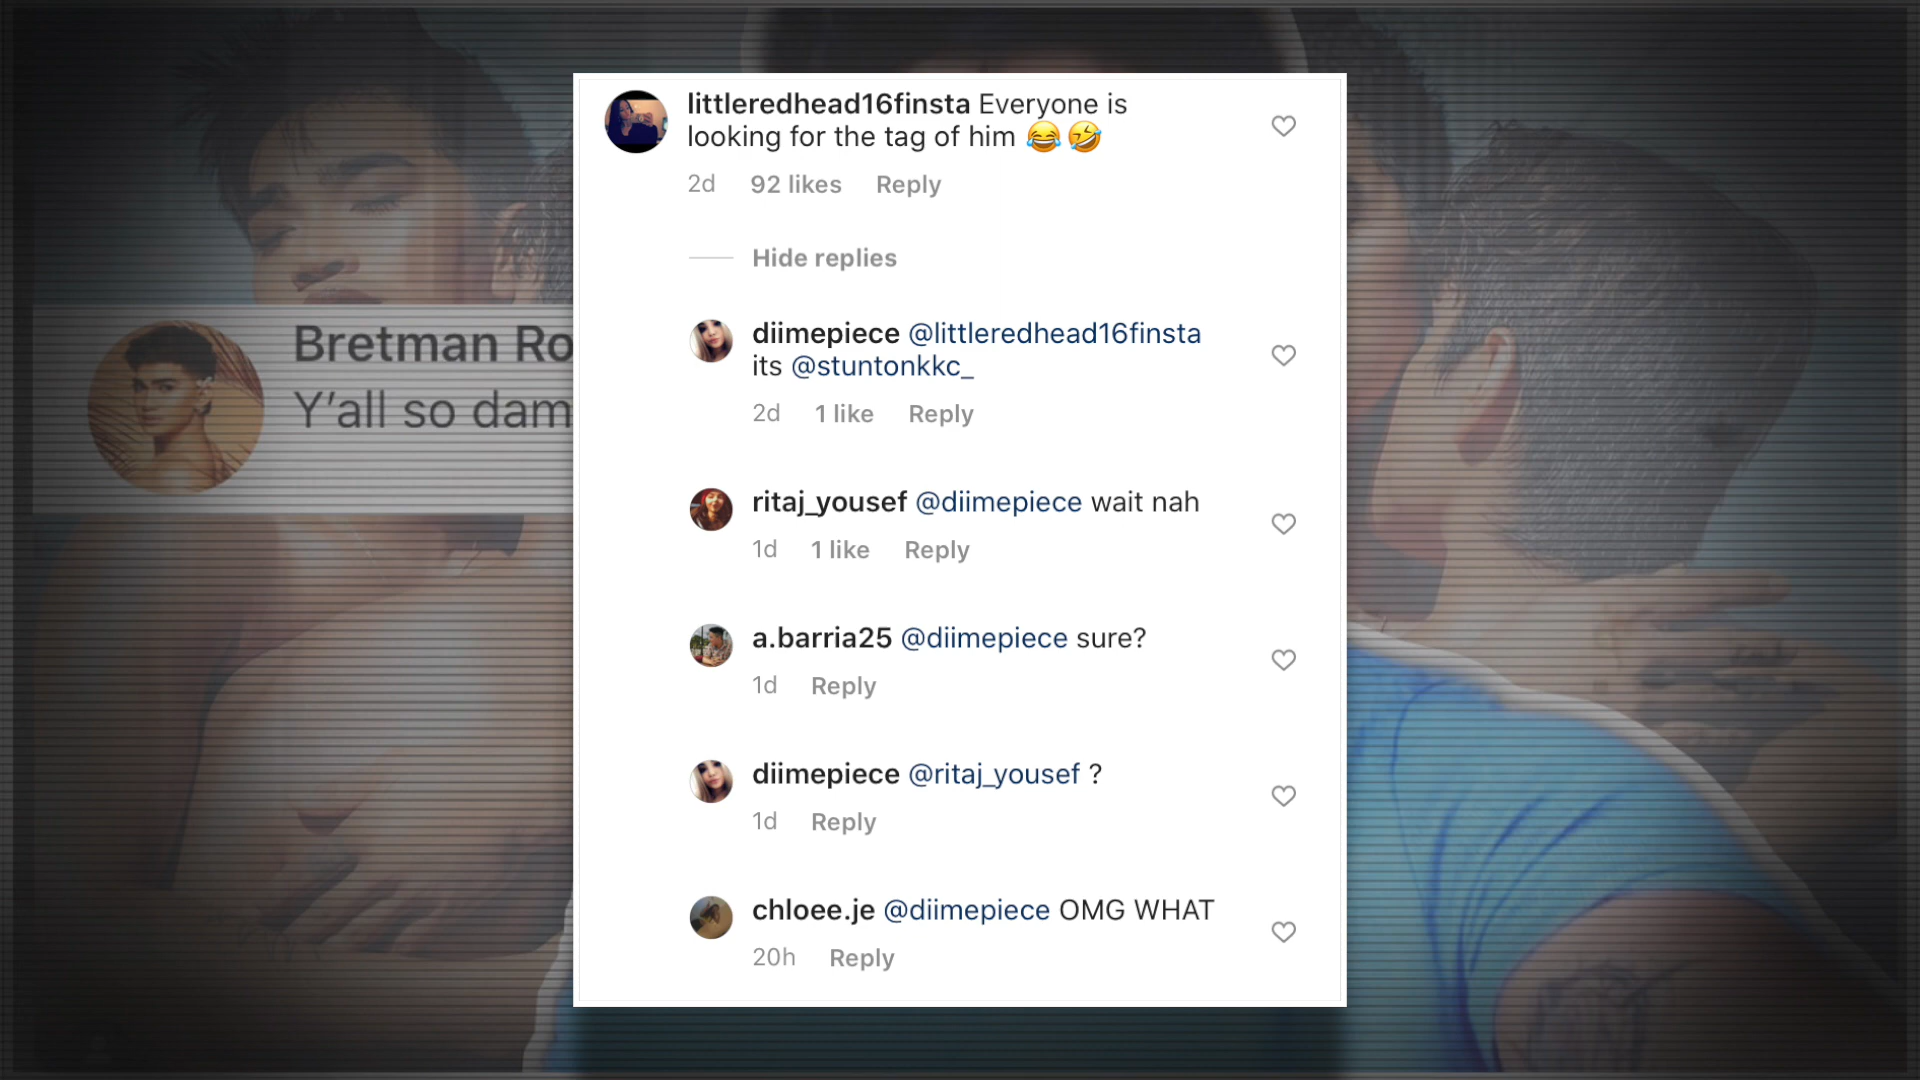 littleredhead16finsta Everyone is
looking for the tag of him 😂 🤣
2d 92 likes Reply
Hide replies
diimepiece @littleredhead16finsta
its @stuntonkkc_
2d 1 like Reply
ritaj_yousef @diimepiece wait nah
1d 1 like Reply
a.barria25 @diimepiece sure?
1d Reply
diimepiece @ritaj_yousef ?
1d Reply
chloee.je @diimepiece OMG WHAT
20h Reply
Bretman Ro
Y'all so dam